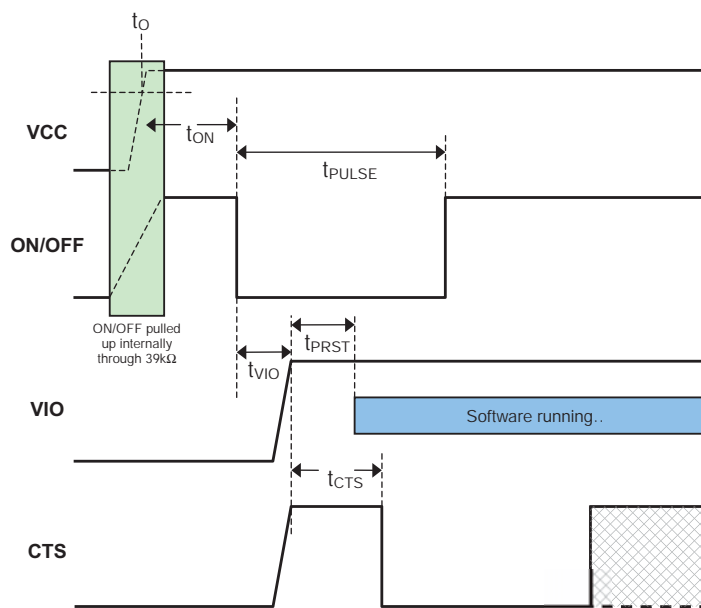 tO
VCC
tON
tPULSE
ON/OFF
ON/OFF pulled
up internally
through 39kΩ
tPRST
tVIO
VIO
Software running..
tCTS
CTS